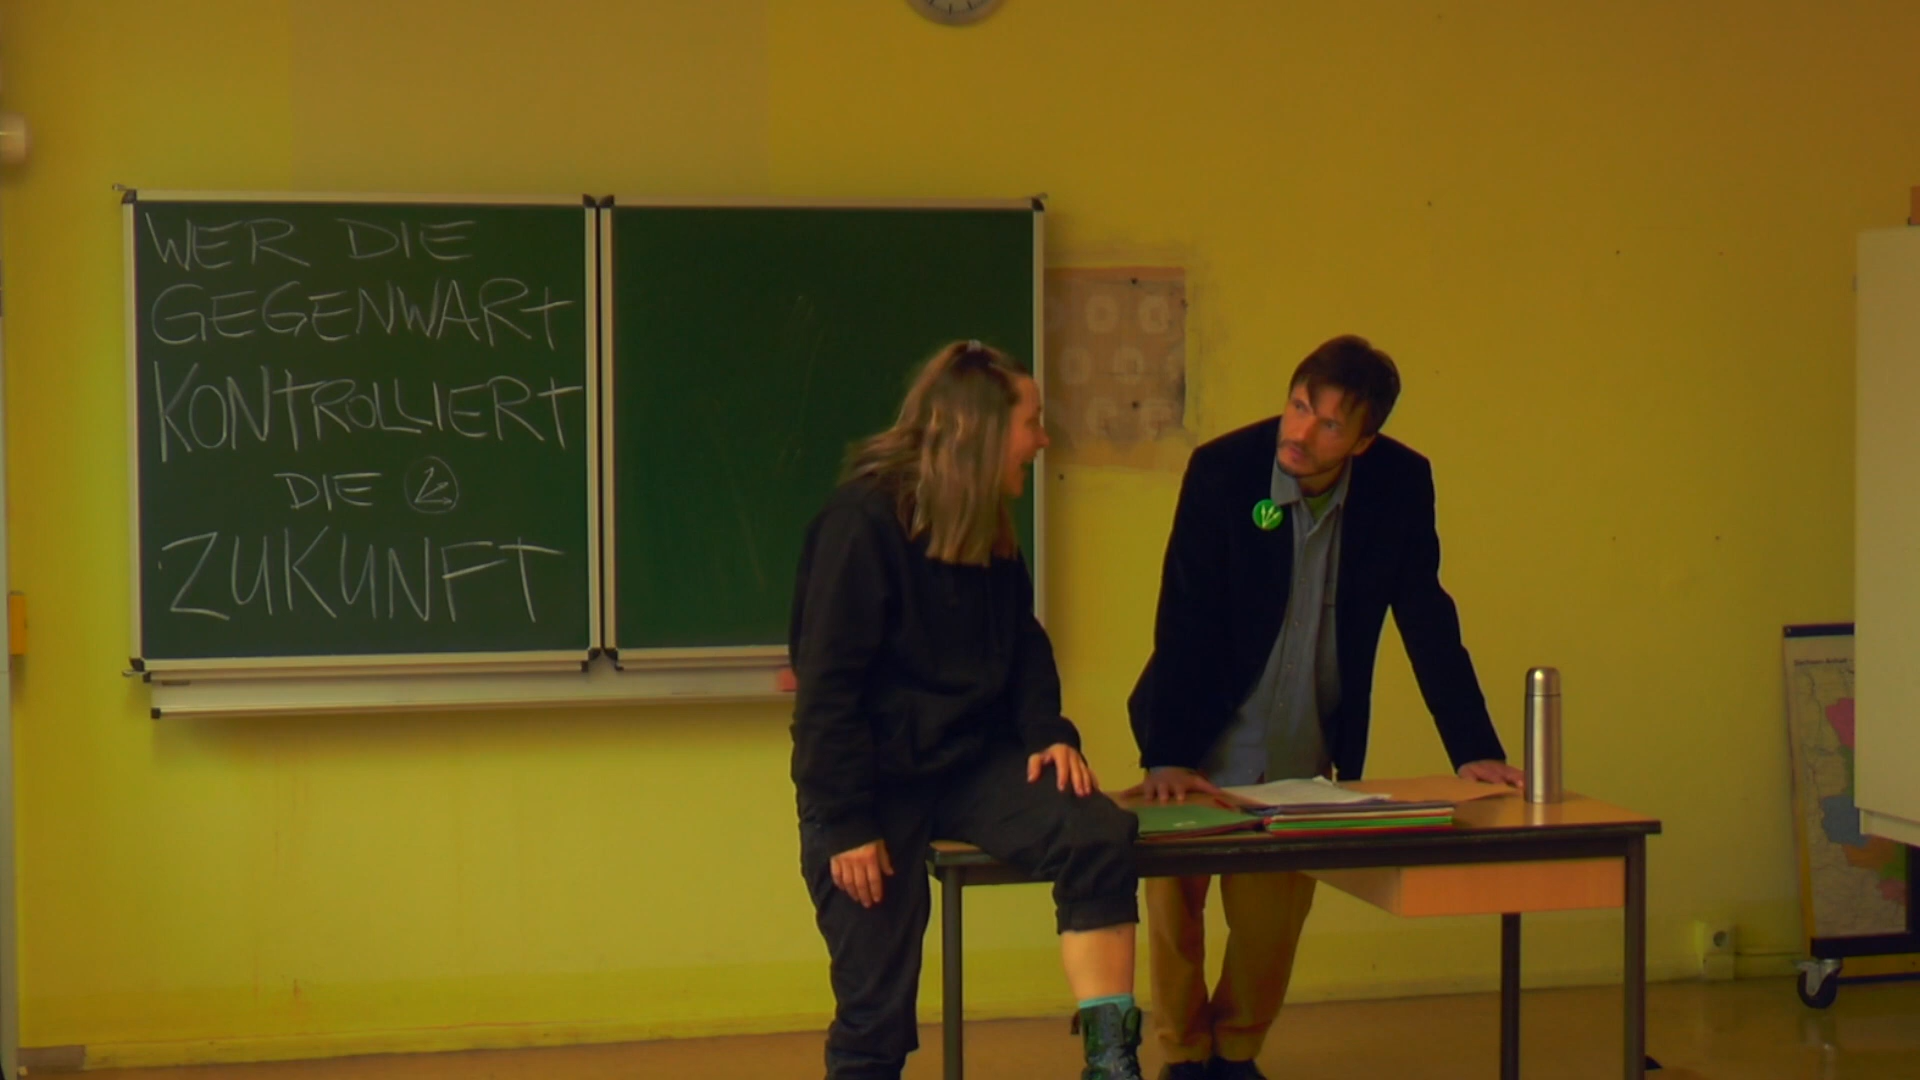 WER DIE
GEGENWART
KONTROLLIERT
DIE
ZUKUNFT